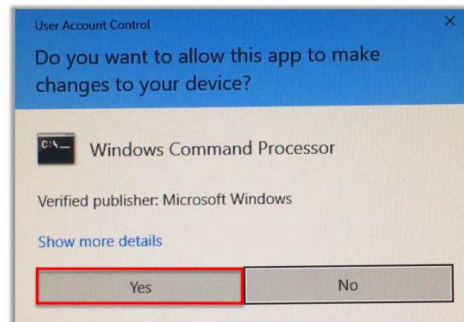 User Account Control
Do you want to allow this app to make
changes to your device?
C:\_
Windows Command Processor
Verified publisher: Microsoft Windows
Show more details
Yes
No